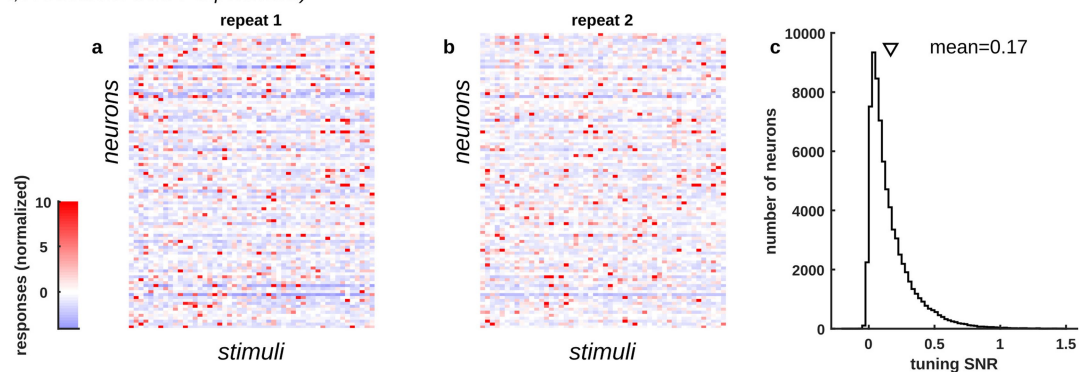 repeat 1
repeat 2
a
b
c
neurons
neurons
stimuli
stimuli
responses (normalized)
10
5
0
mean=0.17
number of neurons
10000
8000
6000
4000
2000
0
0
0.5
1
1.5
tuning SNR